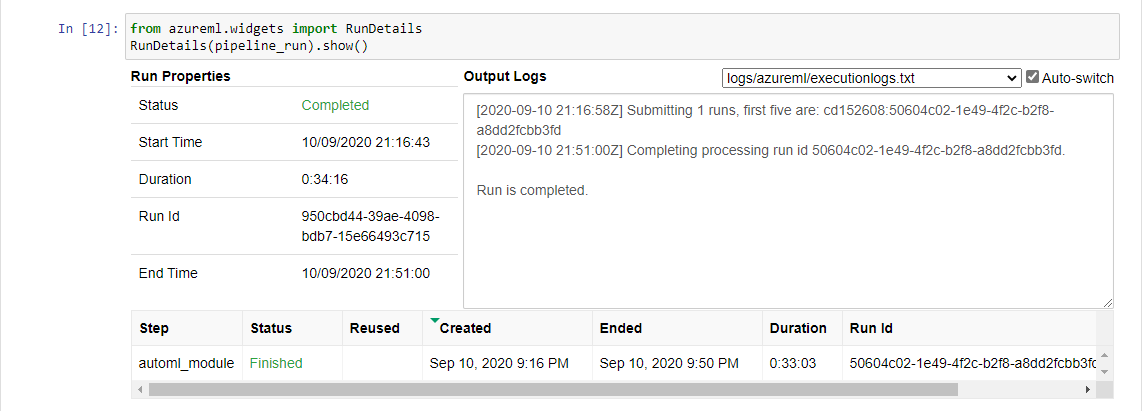 In [12]:
from azureml.widgets import RunDetails
RunDetails(pipeline_run).show()
Run Properties
Status Completed
Start Time 10/09/2020 21:16:43
Duration 0:34:16
Run Id 950cbd44-39ae-4098-
bdb7-15e66493c715
End Time 10/09/2020 21:51:00
Output Logs
logs/azureml/executionlogs.txt Auto-switch
[2020-09-10 21:16:58Z] Submitting 1 runs, first five are: cd152608:50604c02-1e49-4f2c-b2f8-
a8dd2fcbb3fd
[2020-09-10 21:51:00Z] Completing processing run id 50604c02-1e49-4f2c-b2f8-a8dd2fcbb3fd.
Run is completed.
Step Status Reused Created Ended Duration Run Id
automl_module Finished Sep 10, 2020 9:16 PM Sep 10, 2020 9:50 PM 0:33:03 50604c02-1e49-4f2c-b2f8-a8dd2fcbb3fd